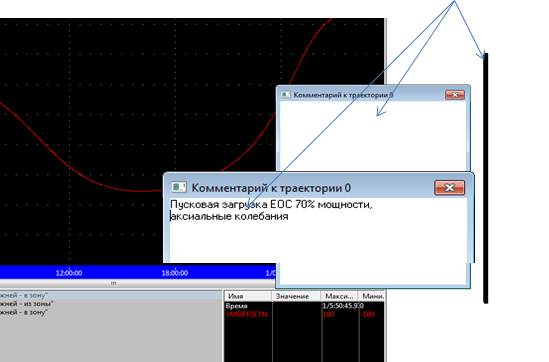 Комментарий к траектории 0
Комментарий к траектории 0
Пусковая загрузка ЕОС 70% мощности,
аксиальные колебания
12:00:00 18:00:00 1/0
жней - в зону"
жней - из зоны"
жней - в зону"
Имя Значение Макси... Мини.
Время 1/5:50:45.97 0
YMOFFSETN 100 -100